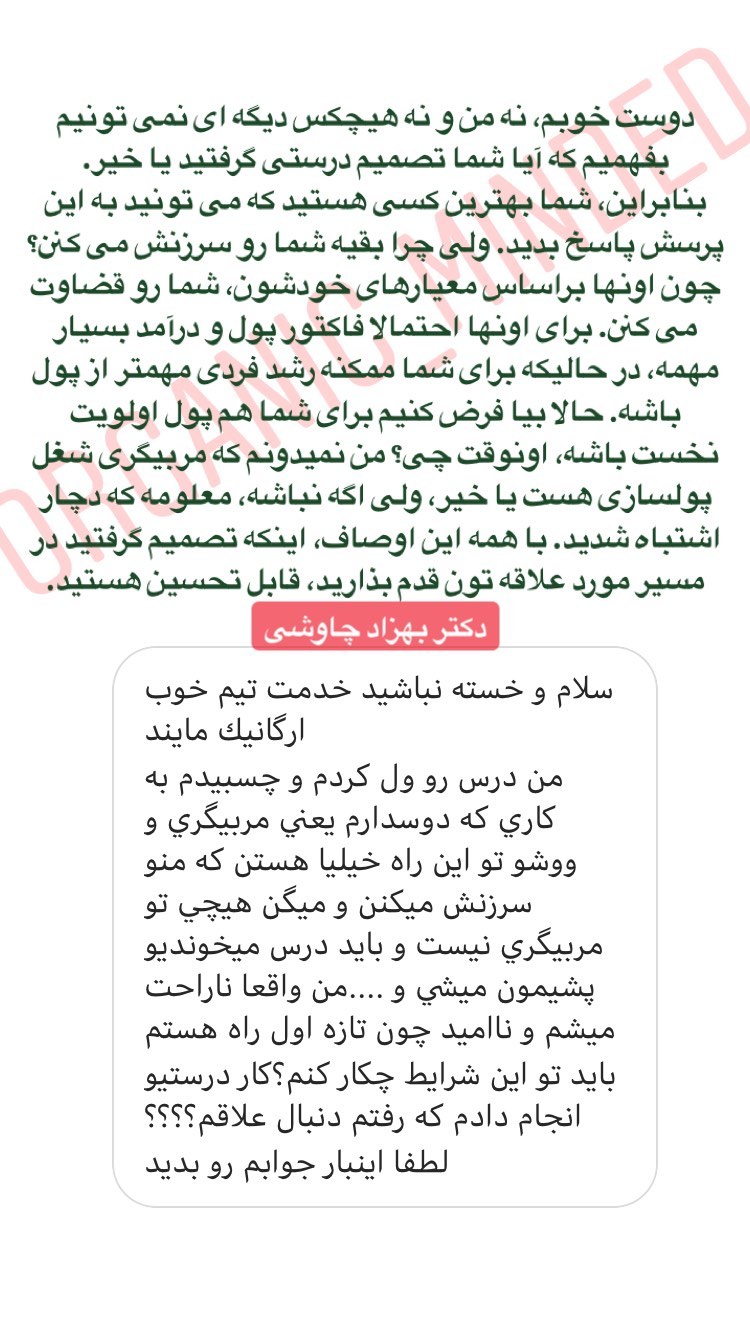 دوست خوبم، نه من و نه هیچکس دیگه ای نمی تونیم
بفهمیم که آیا شما تصمیم درستی گرفتید یا خیر.
بنابراین، شما بهترین کسی هستید که می تونید به این
پرسش پاسخ بدید. ولی چرا بقیه شما رو سرزنش می کنن؟
چون اونها براساس معیارهای خودشون، شما رو قضاوت
می کنن. برای اونها احتمالا فاکتور پول و درآمد بسیار
مهمه، در حالیکه برای شما ممکنه رشد فردی مهمتر از پول
باشه. حالا بیا فرض کنیم برای شما هم پول اولویت
نخست باشه، اونوقت چی؟ من نمیدونم که مربیگری شغل
پولسازی هست یا خیر، ولی اگه نباشه، معلومه که دچار
اشتباه شدید. با همه این اوصاف، اینکه تصمیم گرفتید در
مسیر مورد علاقه تون قدم بذارید، قابل تحسین هستید.
ORGANIC_MINDED
دکتر بهزاد چاوشی
سلام و خسته نباشید خدمت تیم خوب
ارگانيك مایند
من درس رو ول کردم و چسبیدم به
کاري که دوسدارم یعني مربیگري و
ووشو تو این راه خیلیا هستن که منو
سرزنش میکنن و میگن هیچي تو
مربیگري نیست و باید درس میخوندیو
پشیمون میشي و ....من واقعا ناراحت
میشم و ناامید چون تازه اول راه هستم
باید تو این شرایط چکار کنم؟کار درستیو
انجام دادم که رفتم دنبال علاقم؟؟؟؟
لطفا اینبار جوابم رو بدید